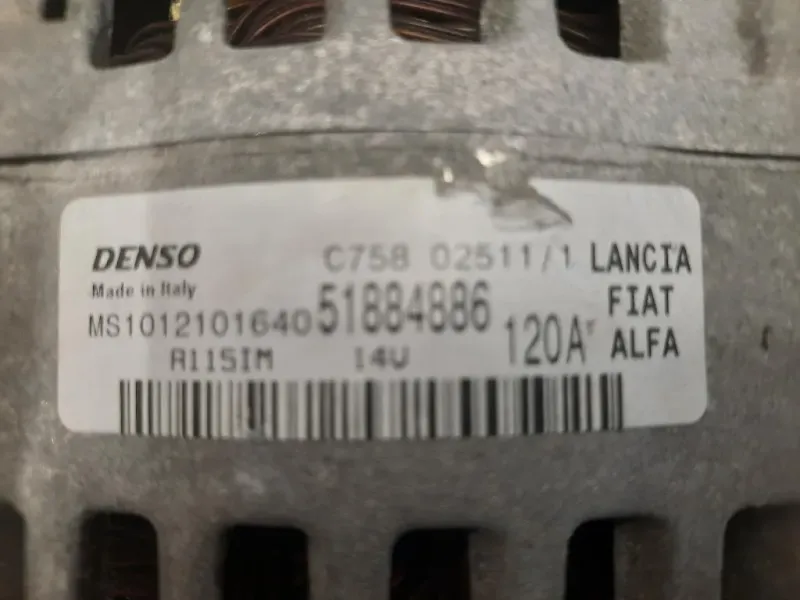 DENSO C758 02511/1 LANCIA
Made in Italy FIAT
MS1012101640 51884886 120A ALFA
A115IM 14V